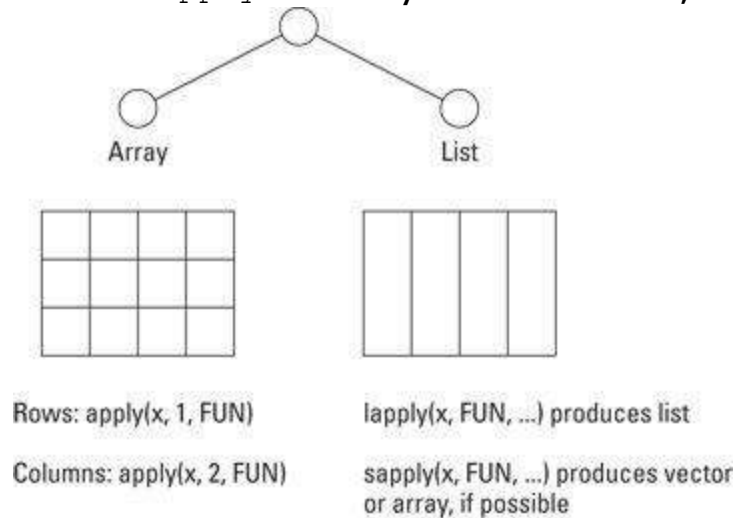 Array
List
Rows: apply(x, 1, FUN)
lapply(x, FUN, ...) produces list
Columns: apply(x, 2, FUN)
sapply(x, FUN, ...) produces vector
or array, if possible